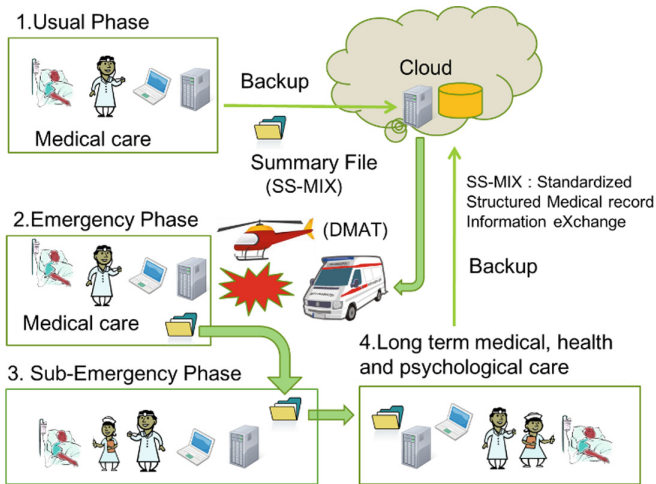 1.Usual Phase
Medical care
Backup
Summary File
(SS-MIX)
Cloud
SS-MIX : Standardized
Structured Medical record
Information eXchange
Backup
2.Emergency Phase
(DMAT)
Medical care
3. Sub-Emergency Phase
4.Long term medical, health
and psychological care